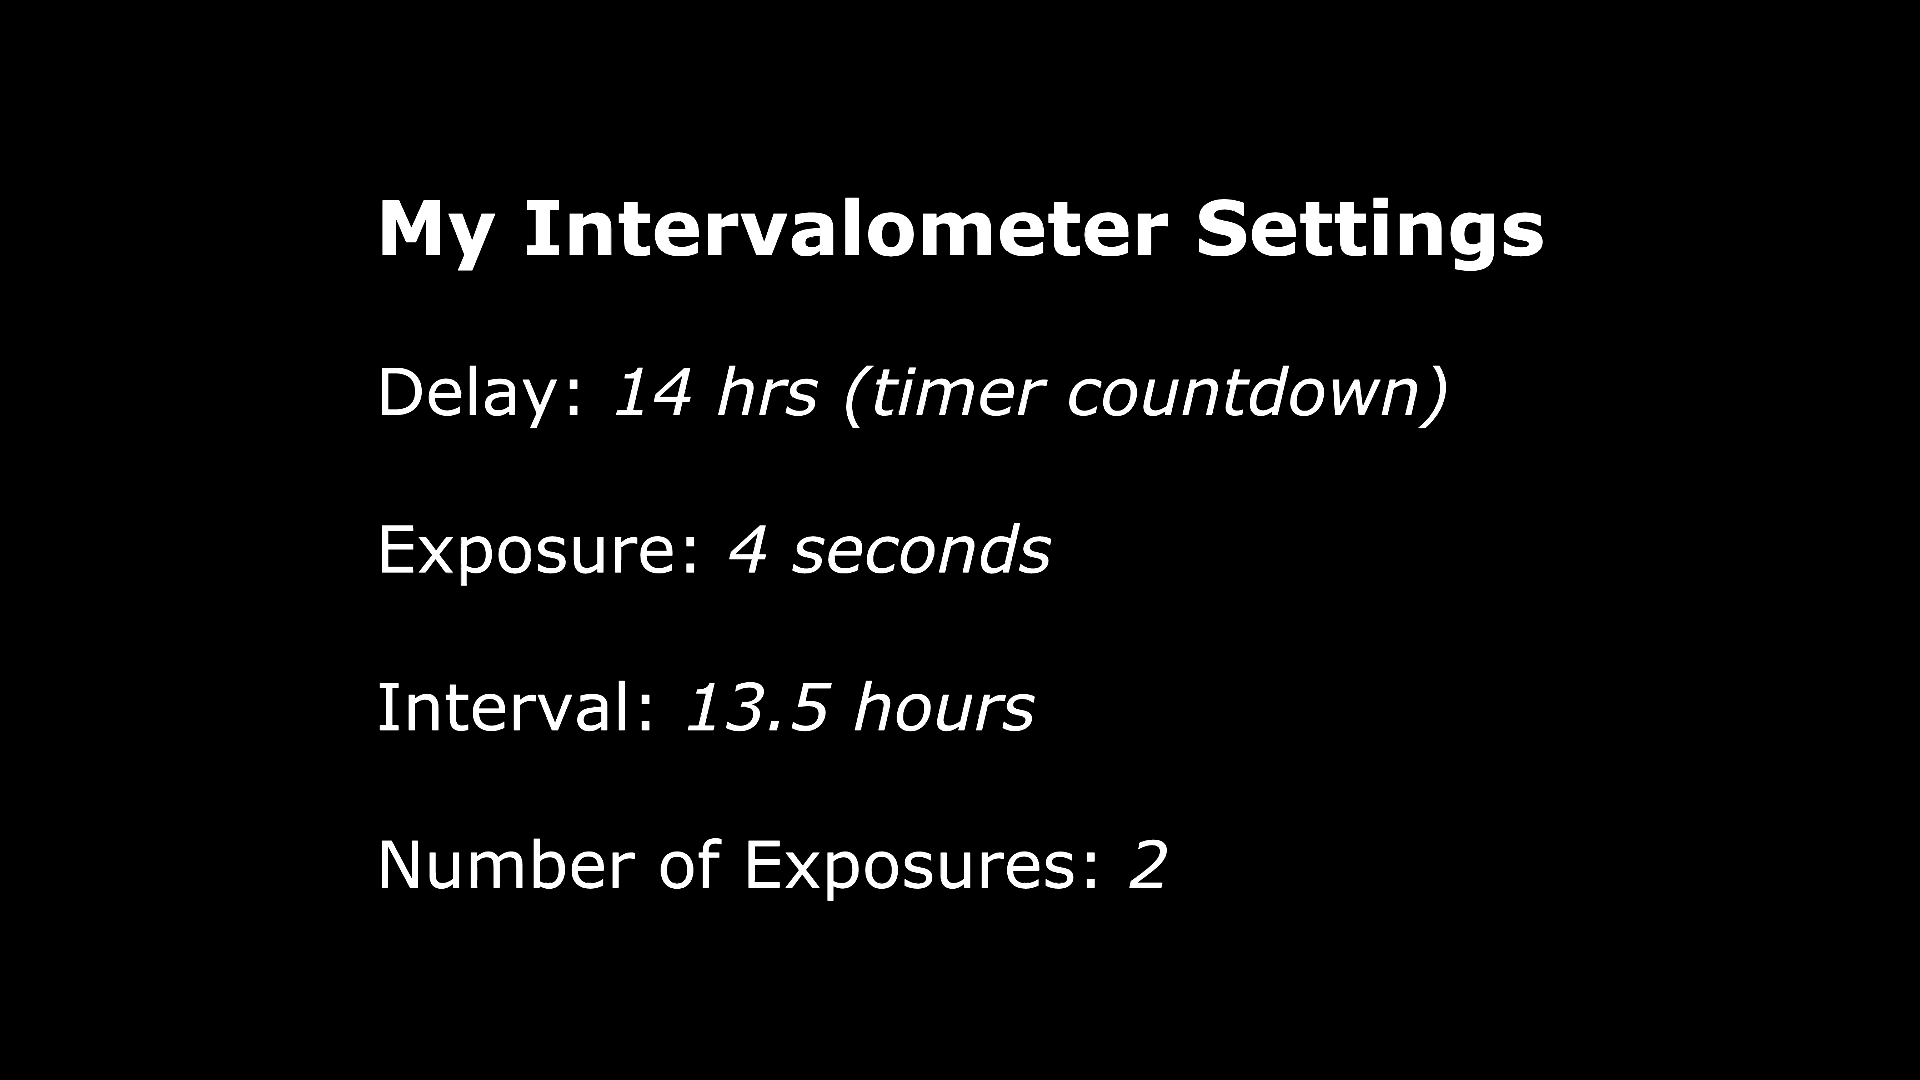 My Intervalometer Settings
Delay: 14 hrs (timer countdown)
Exposure: 4 seconds
Interval: 13.5 hours
Number of Exposures: 2